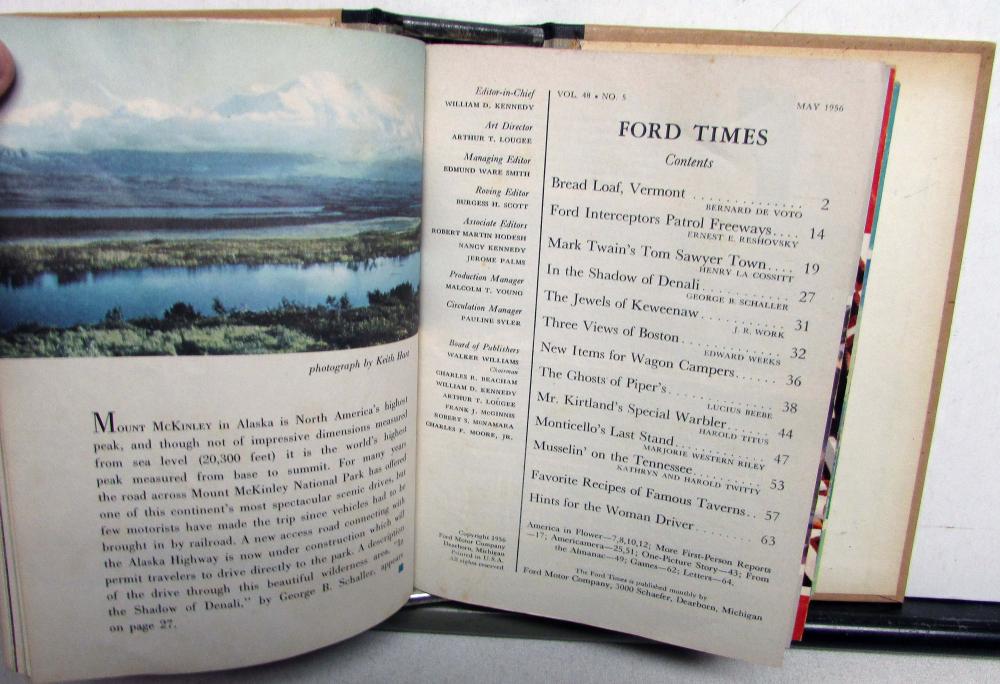 photograph by Keith Hart
MOUNT MCKINLEY in Alaska is North America's highest
peak, and though not of impressive dimensions measured
from sea level (20,300 feet) it is the world's highest
peak measured from base to summit. For many years
the road across Mount McKinley National Park has offered
one of this continent's most spectacular scenic drives, but
few motorists have made the trip since vehicles had to be
brought in by railroad. A new access road connecting with
the Alaska Highway is now under construction which will
permit travelers to drive directly to the park. A description
of the drive through this beautiful wilderness area, "In
the Shadow of Denali," by George B. Schaller, appears
on page 27.
Editor-in-Chief
WILLIAM D. KENNEDY
Art Director
ARTHUR T. LOUGEE
Managing Editor
EDMUND WARE SMITH
Roving Editor
BURGESS H. SCOTT
Associate Editors
ROBERT MARTIN HODESH
NANCY KENNEDY
JEROME PALMS
Production Manager
MALCOLM T. YOUNG
Circulation Manager
PAULINE SYLER
Board of Publishers
WALKER WILLIAMS
Chairman
CHARLES R. BEACHAM
WILLIAM D. KENNEDY
ARTHUR T. LOUGEE
FRANK J. MCGINNIS
ROBERT S. MCNAMARA
CHARLES F. MOORE, JR.
Copyright 1956
Ford Motor Company
Dearborn, Michigan
Printed in U.S.A.
All rights reserved
VOL. 48 • NO. 5
MAY 1956
FORD TIMES
Contents
Bread Loaf, Vermont .............. 2
BERNARD DE VOTO
Ford Interceptors Patrol Freeways.... 14
ERNEST E. RESHOVSKY
Mark Twain's Tom Sawyer Town.... 19
HENRY LA COSSITT
In the Shadow of Denali............ 27
GEORGE B. SCHALLER
The Jewels of Keweenaw............ 31
J. R. WORK
Three Views of Boston.............. 32
EDWARD WEEKS
New Items for Wagon Campers...... 36
The Ghosts of Piper's.............. 38
LUCIUS BEEBE
Mr. Kirtland's Special Warbler....... 44
HAROLD TITUS
Monticello's Last Stand.............. 47
MARJORIE WESTERN RILEY
Musselin' on the Tennessee........... 53
KATHRYN AND HAROLD TWITTY
Favorite Recipes of Famous Taverns.. 57
Hints for the Woman Driver......... 63
America in Flower—7,8,10,12; More First-Person Reports
—17; Americamera—25,51; One-Picture Story—43; From
the Almanac—49; Games—62; Letters—64.
The Ford Times is published monthly by
Ford Motor Company, 3000 Schaefer, Dearborn, Michigan